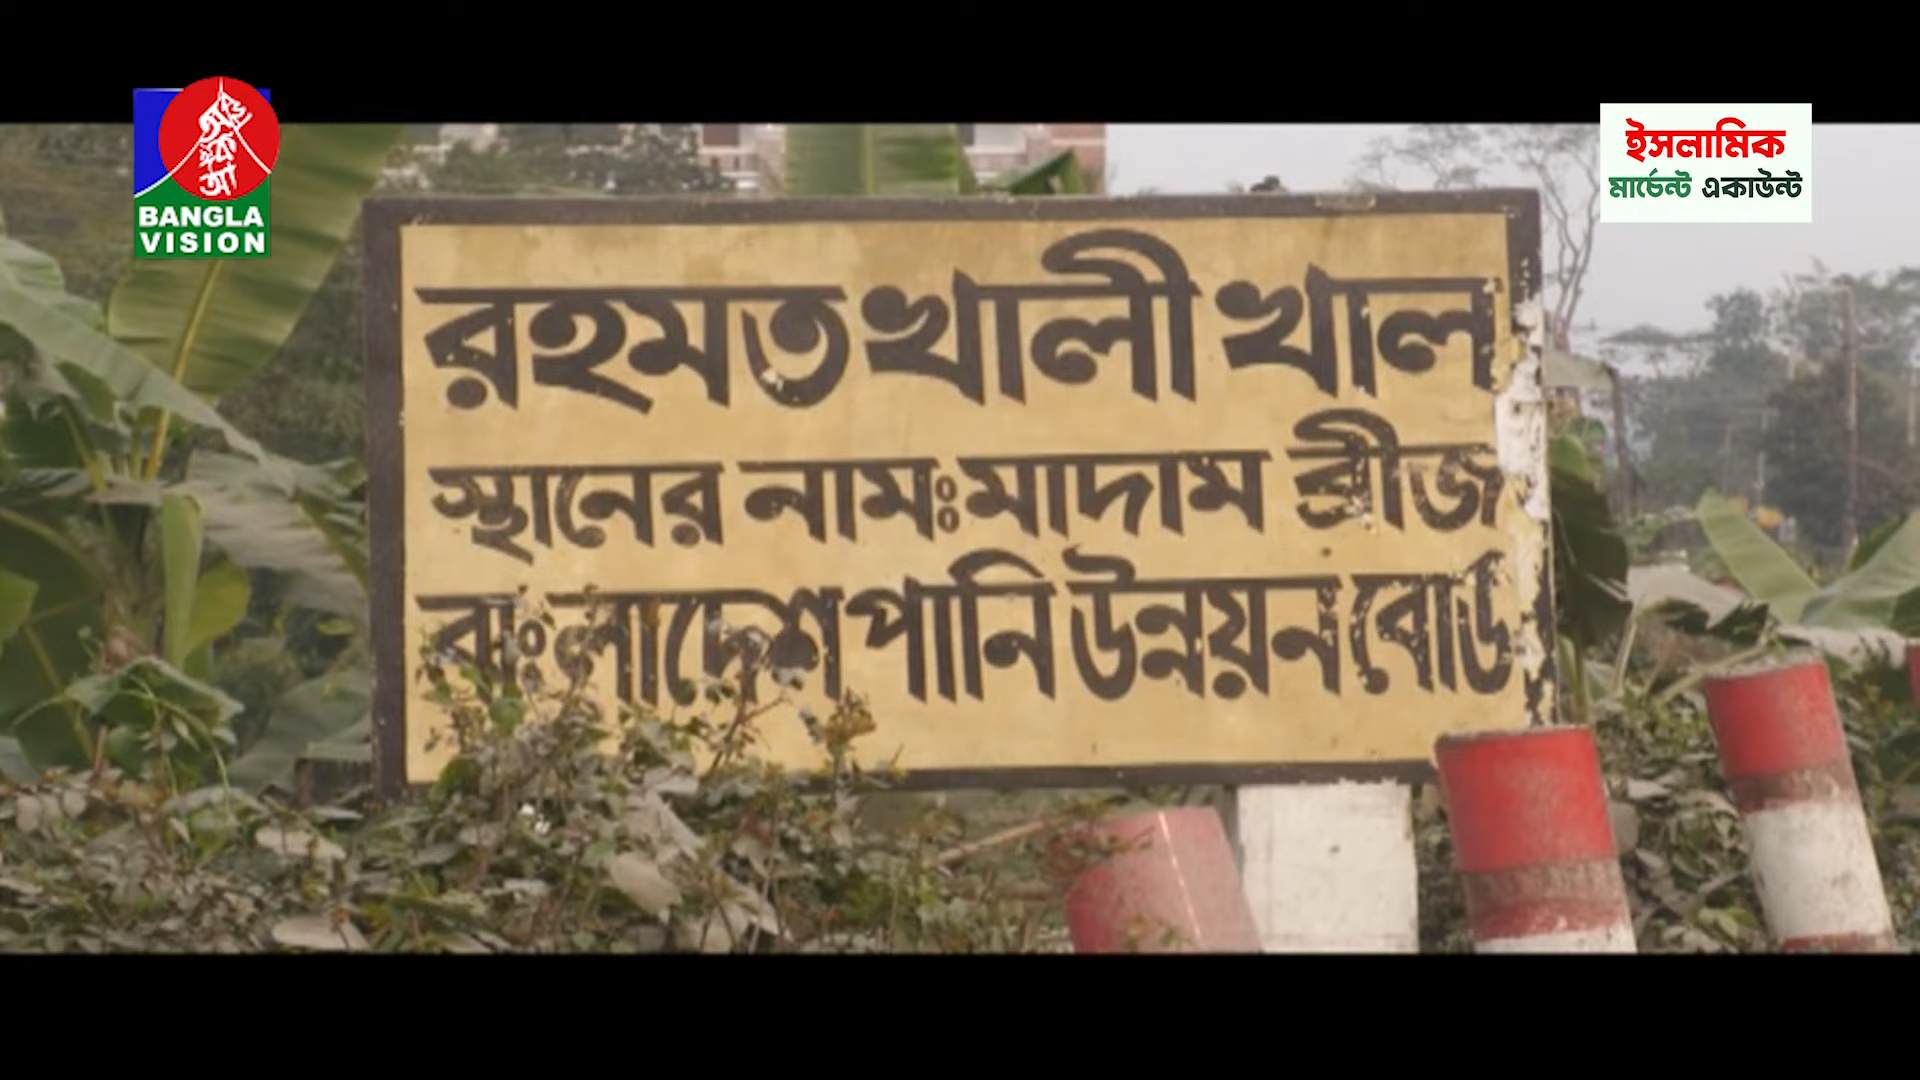 BANGLA
VISION
ইসলামিক
মার্চেন্ট একাউন্ট
রহমতখালী খাল
স্থানের নামঃ মাদাম ব্রীজ
বাংলাদেশ পানি উন্নয়ন বোর্ড